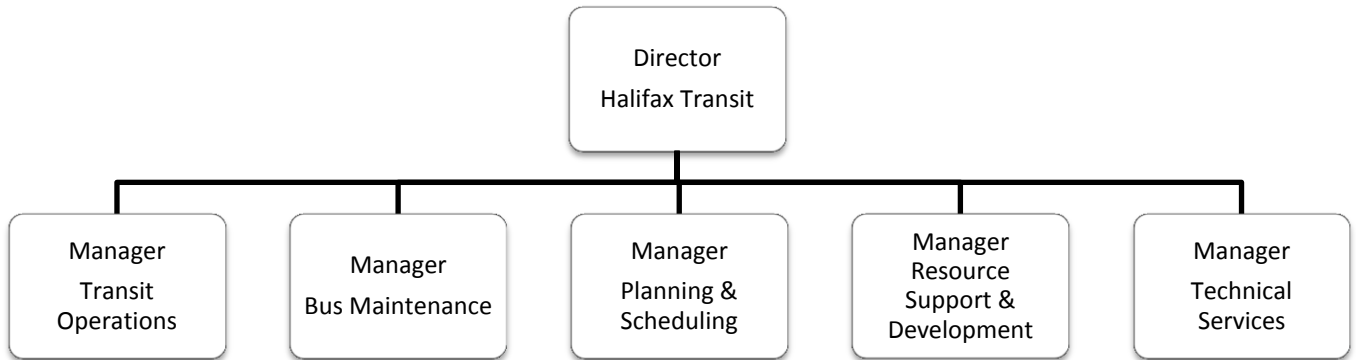 Director
Halifax Transit
Manager
Transit
Operations
Manager
Bus Maintenance
Manager
Planning &
Scheduling
Manager
Resource
Support &
Development
Manager
Technical
Services